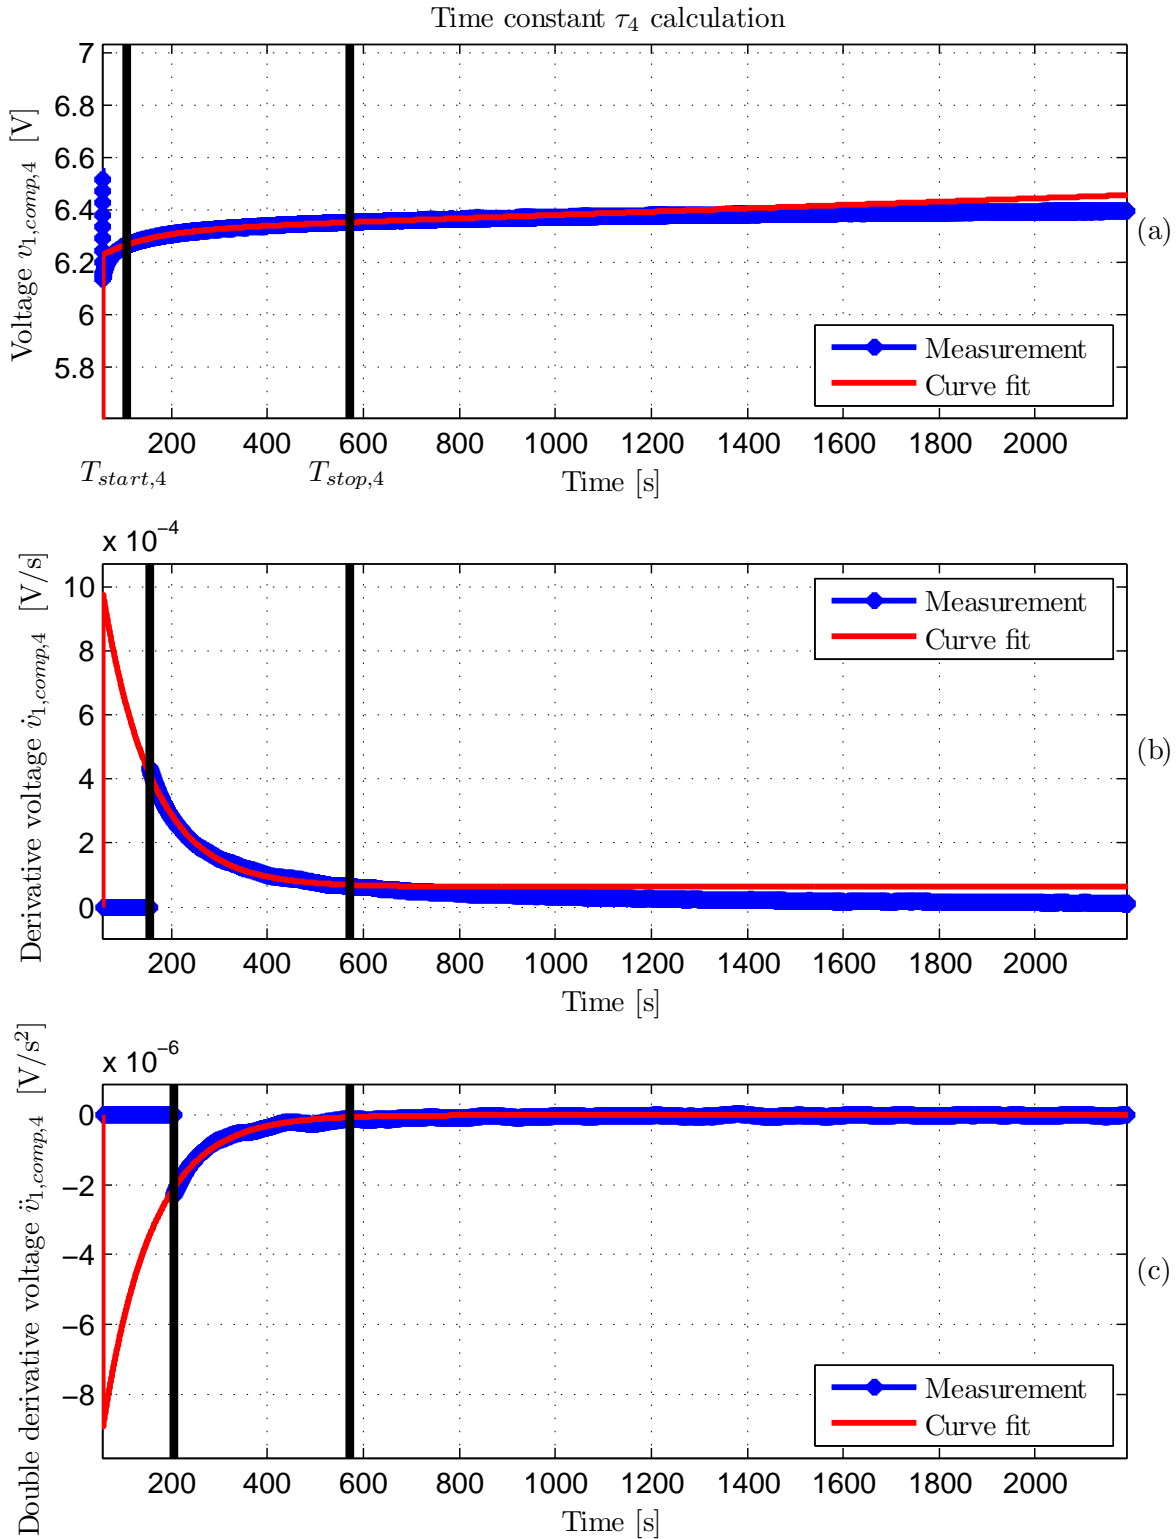 Time constant τ₄ calculation
Voltage v₁,comp,₄ [V]
7
6.8
6.6
6.4
6.2
6
5.8
Measurement
Curve fit
(a)
200 400 600 800 1000 1200 1400 1600 1800 2000
T_start,4 T_stop,4 Time [s]
x 10⁻⁴
Derivative voltage v̇₁,comp,₄ [V/s]
10
8
6
4
2
0
Measurement
Curve fit
(b)
200 400 600 800 1000 1200 1400 1600 1800 2000
Time [s]
x 10⁻⁶
Double derivative voltage v̈₁,comp,₄ [V/s²]
0
−2
−4
−6
−8
Measurement
Curve fit
(c)
200 400 600 800 1000 1200 1400 1600 1800 2000
Time [s]